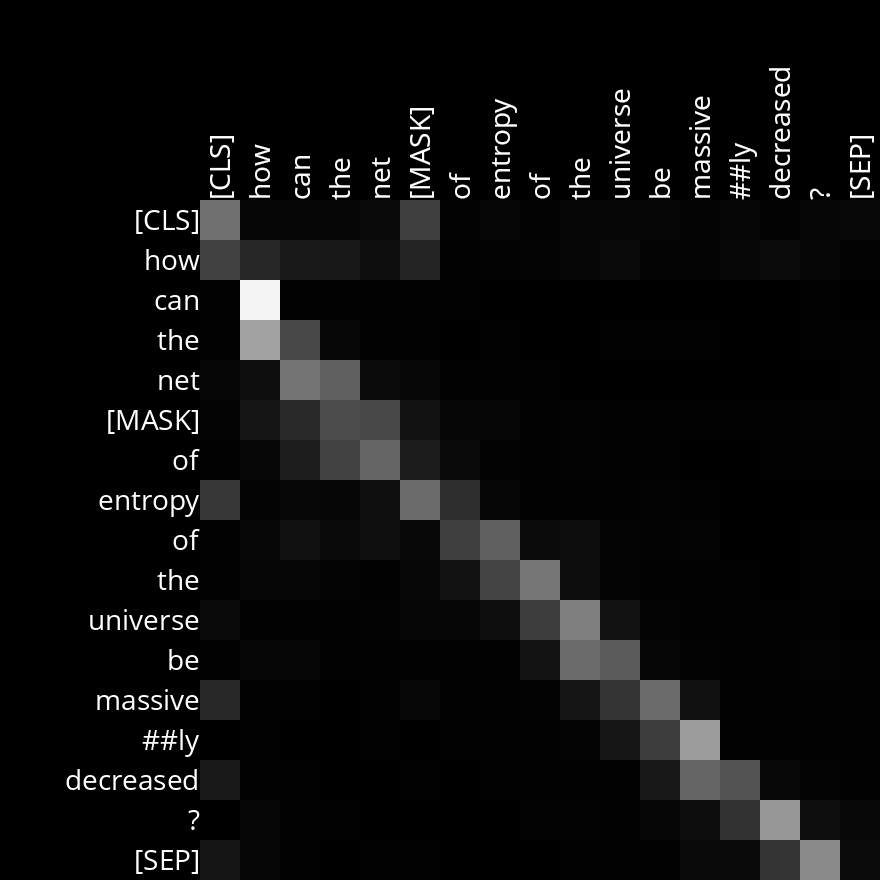 [CLS] how can the net [MASK] of entropy of the universe be massive ##ly decreased ? [SEP]
[CLS]
how
can
the
net
[MASK]
of
entropy
of
the
universe
be
massive
##ly
decreased
?
[SEP]